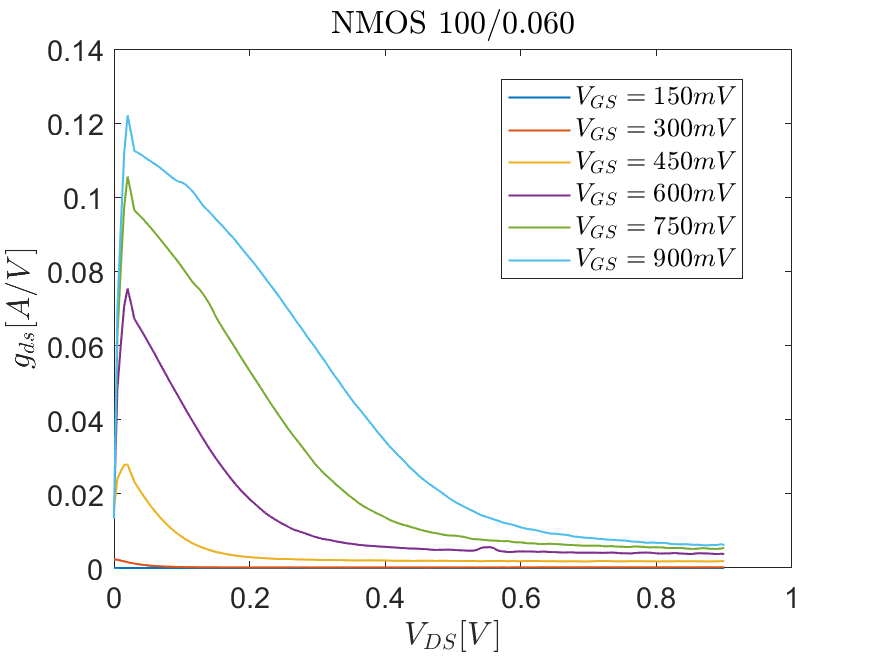 NMOS 100/0.060
0.14
0.12
0.1
0.08
0.06
0.04
0.02
0
g_{ds}[A/V]
V_{GS} = 150mV
V_{GS} = 300mV
V_{GS} = 450mV
V_{GS} = 600mV
V_{GS} = 750mV
V_{GS} = 900mV
0 0.2 0.4 0.6 0.8 1
V_{DS}[V]